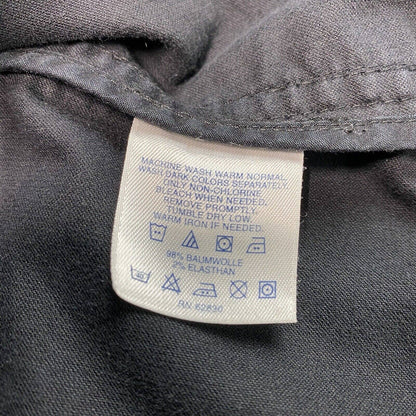 MACHINE WASH WARM NORMAL.
WASH DARK COLORS SEPARATELY.
ONLY NON-CHLORINE
BLEACH WHEN NEEDED.
REMOVE PROMPTLY.
TUMBLE DRY LOW.
WARM IRON IF NEEDED.
98% BAUMWOLLE
2% ELASTHAN
RN 62830